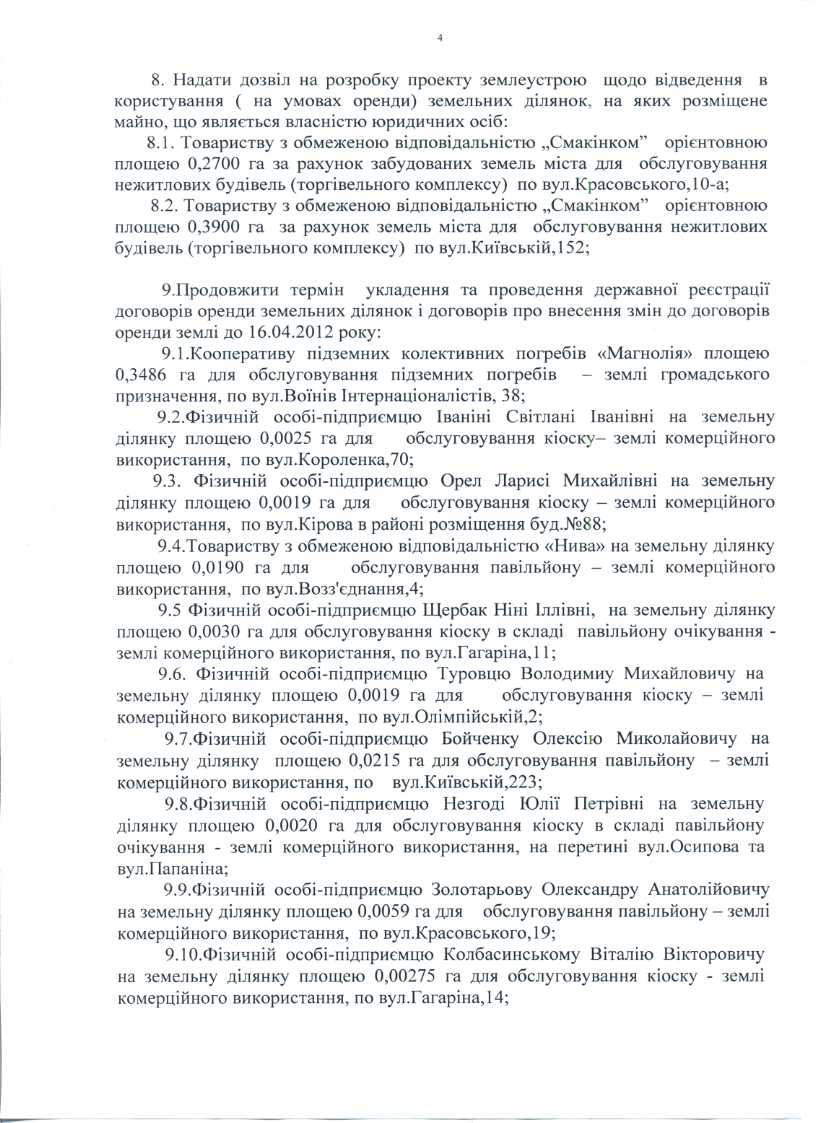 4
8. Надати дозвіл на розробку проекту землеустрою щодо відведення в
користування ( на умовах оренди) земельних ділянок, на яких розміщене
майно, що являється власністю юридичних осіб:
8.1. Товариству з обмеженою відповідальністю „Смакінком” орієнтовною
площею 0,2700 га за рахунок забудованих земель міста для обслуговування
нежитлових будівель (торгівельного комплексу) по вул.Красовського,10-а;
8.2. Товариству з обмеженою відповідальністю „Смакінком” орієнтовною
площею 0,3900 га за рахунок земель міста для обслуговування нежитлових
будівель (торгівельного комплексу) по вул.Київській,152;
9.Продовжити термін укладення та проведення державної реєстрації
договорів оренди земельних ділянок і договорів про внесення змін до договорів
оренди землі до 16.04.2012 року:
9.1.Кооперативу підземних колективних погребів «Магнолія» площею
0,3486 га для обслуговування підземних погребів – землі громадського
призначення, по вул.Воїнів Інтернаціоналістів, 38;
9.2.Фізичній особі-підприємцю Іваніні Світлані Іванівні на земельну
ділянку площею 0,0025 га для обслуговування кіоску– землі комерційного
використання, по вул.Короленка,70;
9.3. Фізичній особі-підприємцю Орел Ларисі Михайлівні на земельну
ділянку площею 0,0019 га для обслуговування кіоску – землі комерційного
використання, по вул.Кірова в районі розміщення буд.№88;
9.4.Товариству з обмеженою відповідальністю «Нива» на земельну ділянку
площею 0,0190 га для обслуговування павільйону – землі комерційного
використання, по вул.Возз'єднання,4;
9.5 Фізичній особі-підприємцю Щербак Ніні Іллівні, на земельну ділянку
площею 0,0030 га для обслуговування кіоску в складі павільйону очікування -
землі комерційного використання, по вул.Гагаріна,11;
9.6. Фізичній особі-підприємцю Туровцю Володимиу Михайловичу на
земельну ділянку площею 0,0019 га для обслуговування кіоску – землі
комерційного використання, по вул.Олімпійській,2;
9.7.Фізичній особі-підприємцю Бойченку Олексію Миколайовичу на
земельну ділянку площею 0,0215 га для обслуговування павільйону – землі
комерційного використання, по вул.Київській,223;
9.8.Фізичній особі-підприємцю Незгоді Юлії Петрівні на земельну
ділянку площею 0,0020 га для обслуговування кіоску в складі павільйону
очікування - землі комерційного використання, на перетині вул.Осипова та
вул.Папаніна;
9.9.Фізичній особі-підприємцю Золотарьову Олександру Анатолійовичу
на земельну ділянку площею 0,0059 га для обслуговування павільйону – землі
комерційного використання, по вул.Красовського,19;
9.10.Фізичній особі-підприємцю Колбасинському Віталію Вікторовичу
на земельну ділянку площею 0,00275 га для обслуговування кіоску - землі
комерційного використання, по вул.Гагаріна,14;